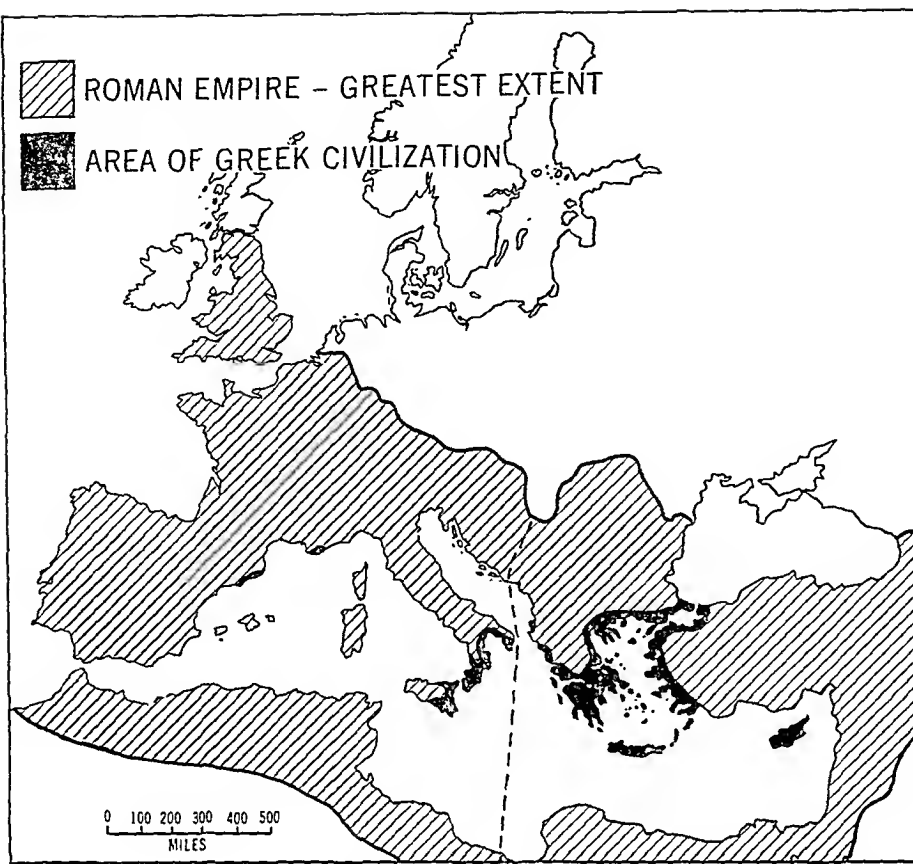 ROMAN EMPIRE – GREATEST EXTENT
AREA OF GREEK CIVILIZATION
0 100 200 300 400 500
MILES